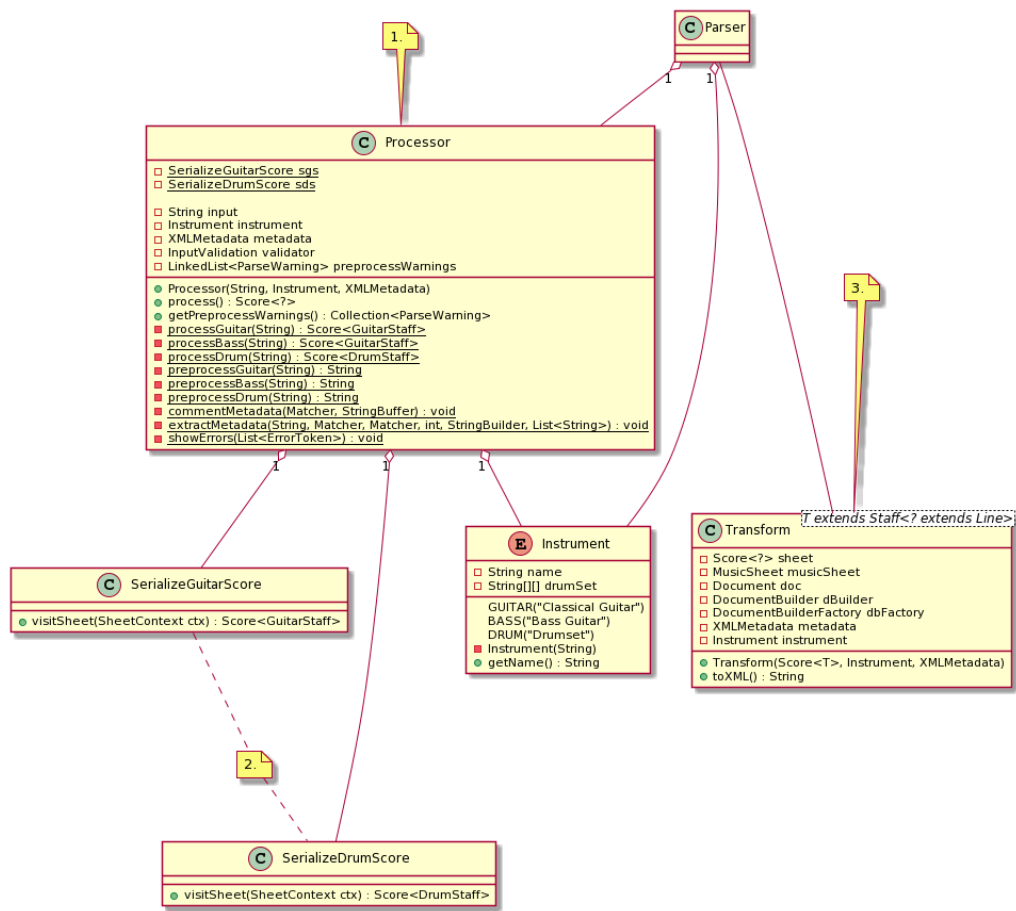 C Parser
1.
1
1
C Processor
SerializeGuitarScore sgs
SerializeDrumScore sds
String input
Instrument instrument
XMLMetadata metadata
InputValidation validator
LinkedList<ParseWarning> preprocessWarnings
Processor(String, Instrument, XMLMetadata)
process() : Score<?>
getPreprocessWarnings() : Collection<ParseWarning>
processGuitar(String) : Score<GuitarStaff>
processBass(String) : Score<GuitarStaff>
processDrum(String) : Score<DrumStaff>
preprocessGuitar(String) : String
preprocessBass(String) : String
preprocessDrum(String) : String
commentMetadata(Matcher, StringBuffer) : void
extractMetadata(String, Matcher, Matcher, int, StringBuilder, List<String>) : void
showErrors(List<ErrorToken>) : void
1
1
1
3.
E Instrument
String name
String[][] drumSet
GUITAR("Classical Guitar")
BASS("Bass Guitar")
DRUM("Drumset")
Instrument(String)
getName() : String
T extends Staff<? extends Line>
C Transform
Score<?> sheet
MusicSheet musicSheet
Document doc
DocumentBuilder dBuilder
DocumentBuilderFactory dbFactory
XMLMetadata metadata
Instrument instrument
Transform(Score<T>, Instrument, XMLMetadata)
toXML() : String
C SerializeGuitarScore
visitSheet(SheetContext ctx) : Score<GuitarStaff>
2.
C SerializeDrumScore
visitSheet(SheetContext ctx) : Score<DrumStaff>